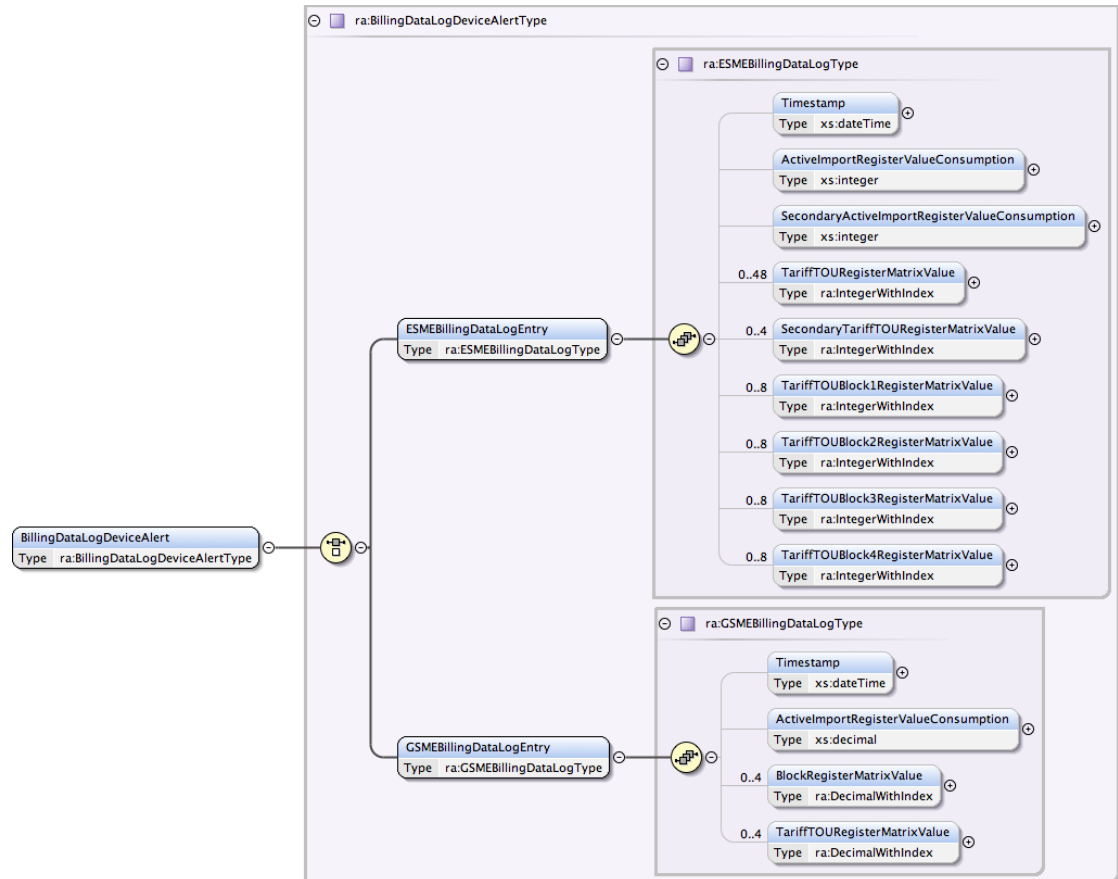 ra:BillingDataLogDeviceAlertType
ra:ESMEBillingDataLogType
Timestamp
Type xs:dateTime
ActiveImportRegisterValueConsumption
Type xs:integer
SecondaryActiveImportRegisterValueConsumption
Type xs:integer
0..48 TariffTOURegisterMatrixValue
Type ra:IntegerWithIndex
ESMEBillingDataLogEntry
Type ra:ESMEBillingDataLogType
0..4 SecondaryTariffTOURegisterMatrixValue
Type ra:IntegerWithIndex
0..8 TariffTOUBlock1RegisterMatrixValue
Type ra:IntegerWithIndex
0..8 TariffTOUBlock2RegisterMatrixValue
Type ra:IntegerWithIndex
0..8 TariffTOUBlock3RegisterMatrixValue
Type ra:IntegerWithIndex
BillingDataLogDeviceAlert
Type ra:BillingDataLogDeviceAlertType
0..8 TariffTOUBlock4RegisterMatrixValue
Type ra:IntegerWithIndex
ra:GSMEBillingDataLogType
Timestamp
Type xs:dateTime
ActiveImportRegisterValueConsumption
Type xs:decimal
GSMEBillingDataLogEntry
Type ra:GSMEBillingDataLogType
0..4 BlockRegisterMatrixValue
Type ra:DecimalWithIndex
0..4 TariffTOURegisterMatrixValue
Type ra:DecimalWithIndex